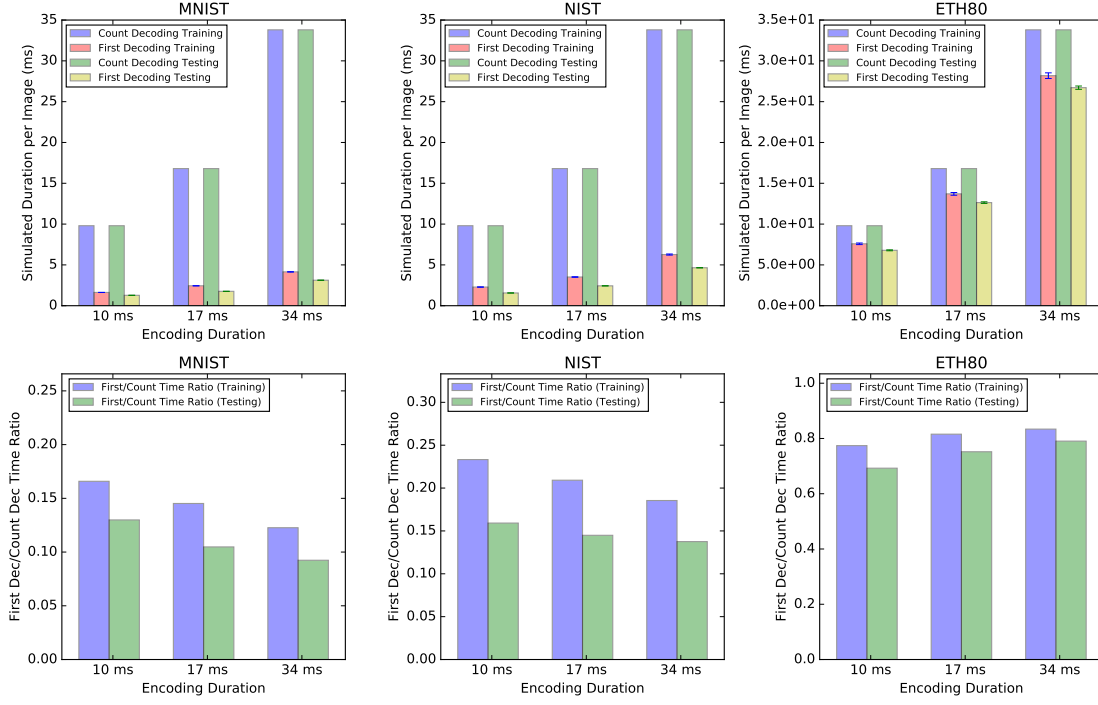 MNIST
Simulated Duration per Image (ms)
35
30
25
20
15
10
5
0
Count Decoding Training
First Decoding Training
Count Decoding Testing
First Decoding Testing
10 ms 17 ms 34 ms
Encoding Duration
NIST
Simulated Duration per Image (ms)
35
30
25
20
15
10
5
0
Count Decoding Training
First Decoding Training
Count Decoding Testing
First Decoding Testing
10 ms 17 ms 34 ms
Encoding Duration
ETH80
Simulated Duration per Image (ms)
3.5e+01
3.0e+01
2.5e+01
2.0e+01
1.5e+01
1.0e+01
5.0e+00
0.0e+00
Count Decoding Training
First Decoding Training
Count Decoding Testing
First Decoding Testing
10 ms 17 ms 34 ms
Encoding Duration
MNIST
First Dec/Count Dec Time Ratio
0.25
0.20
0.15
0.10
0.05
0.00
First/Count Time Ratio (Training)
First/Count Time Ratio (Testing)
10 ms 17 ms 34 ms
Encoding Duration
NIST
First Dec/Count Dec Time Ratio
0.30
0.25
0.20
0.15
0.10
0.05
0.00
First/Count Time Ratio (Training)
First/Count Time Ratio (Testing)
10 ms 17 ms 34 ms
Encoding Duration
ETH80
First Dec/Count Dec Time Ratio
1.0
0.8
0.6
0.4
0.2
0.0
First/Count Time Ratio (Training)
First/Count Time Ratio (Testing)
10 ms 17 ms 34 ms
Encoding Duration